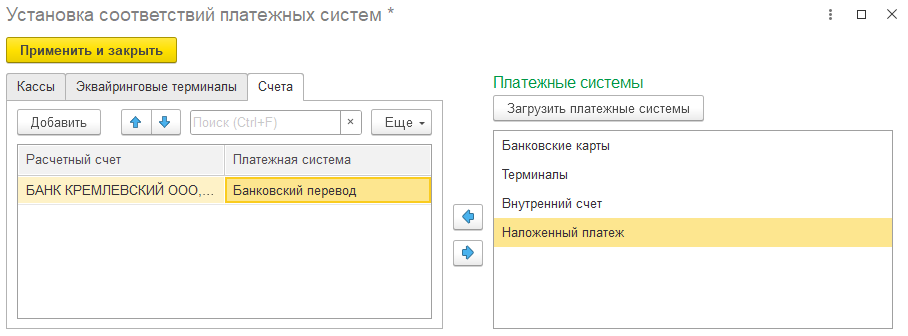 Установка соответствий платежных систем *
Применить и закрыть
Кассы Эквайринговые терминалы Счета
Добавить Поиск (Ctrl+F) × Еще
Расчетный счет Платежная система
БАНК КРЕМЛЕВСКИЙ ООО,... Банковский перевод
Платежные системы
Загрузить платежные системы
Банковские карты
Терминалы
Внутренний счет
Наложенный платеж